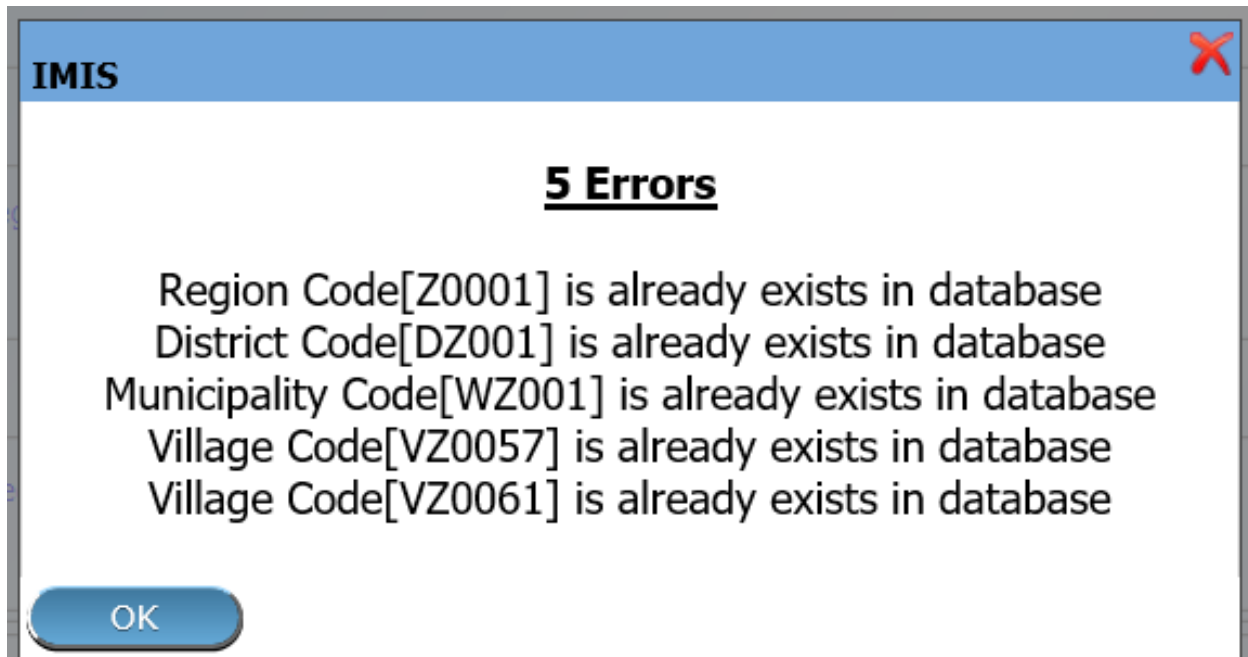 IMIS
5 Errors
Region Code[Z0001] is already exists in database
District Code[DZ001] is already exists in database
Municipality Code[WZ001] is already exists in database
Village Code[VZ0057] is already exists in database
Village Code[VZ0061] is already exists in database
OK